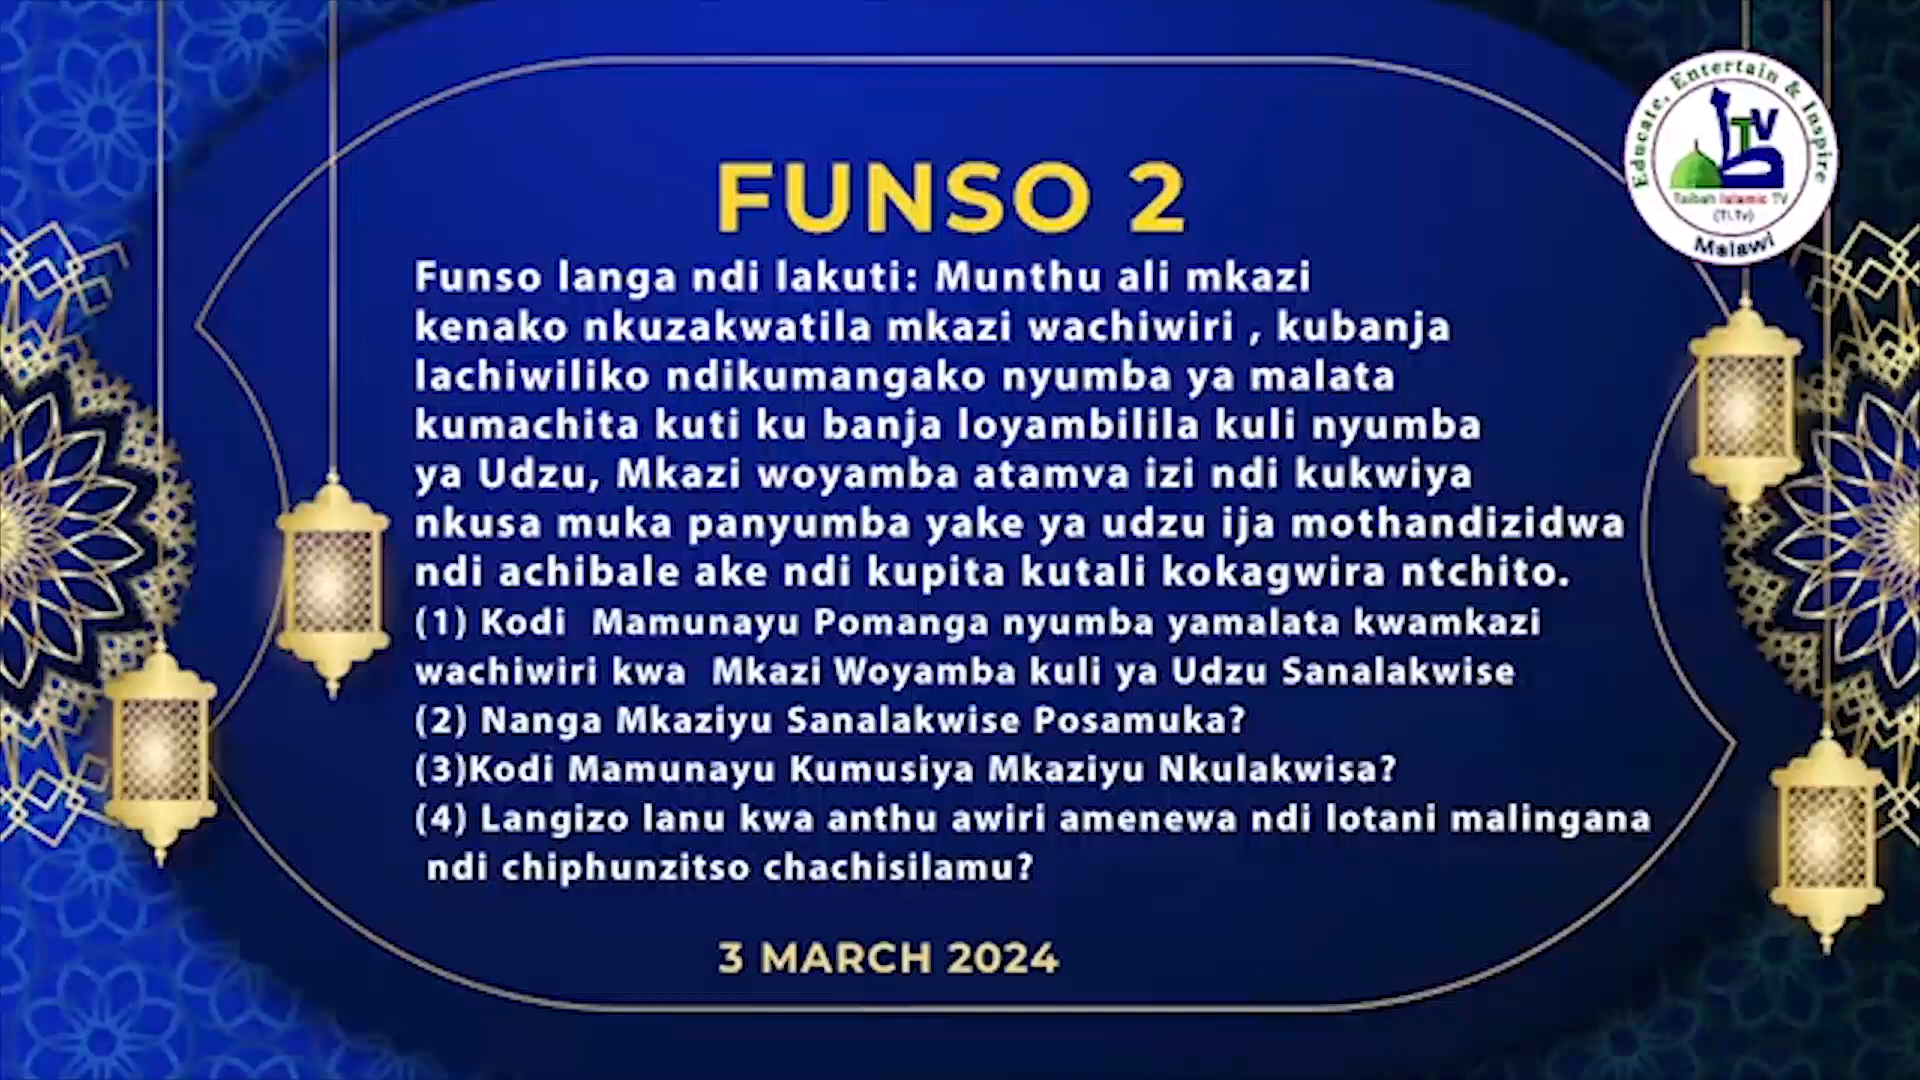 Educate, Entertain & Inspire
TV
Taibah Islamic TV
(TI.Tv)
Malawi
FUNSO 2
Funso langa ndi lakuti: Munthu ali mkazi
kenako nkuzakwatila mkazi wachiwiri , kubanja
lachiwiliko ndikumangako nyumba ya malata
kumachita kuti ku banja loyambilila kuli nyumba
ya Udzu, Mkazi woyamba atamva izi ndi kukwiya
nkusa muka panyumba yake ya udzu ija mothandizidwa
ndi achibale ake ndi kupita kutali kokagwira ntchito.
(1) Kodi Mamunayu Pomanga nyumba yamalata kwamkazi
wachiwiri kwa Mkazi Woyamba kuli ya Udzu Sanalakwise
(2) Nanga Mkaziyu Sanalakwise Posamuka?
(3)Kodi Mamunayu Kumusiya Mkaziyu Nkulakwisa?
(4) Langizo lanu kwa anthu awiri amenewa ndi lotani malingana
ndi chiphunzitso chachisilamu?
3 MARCH 2024